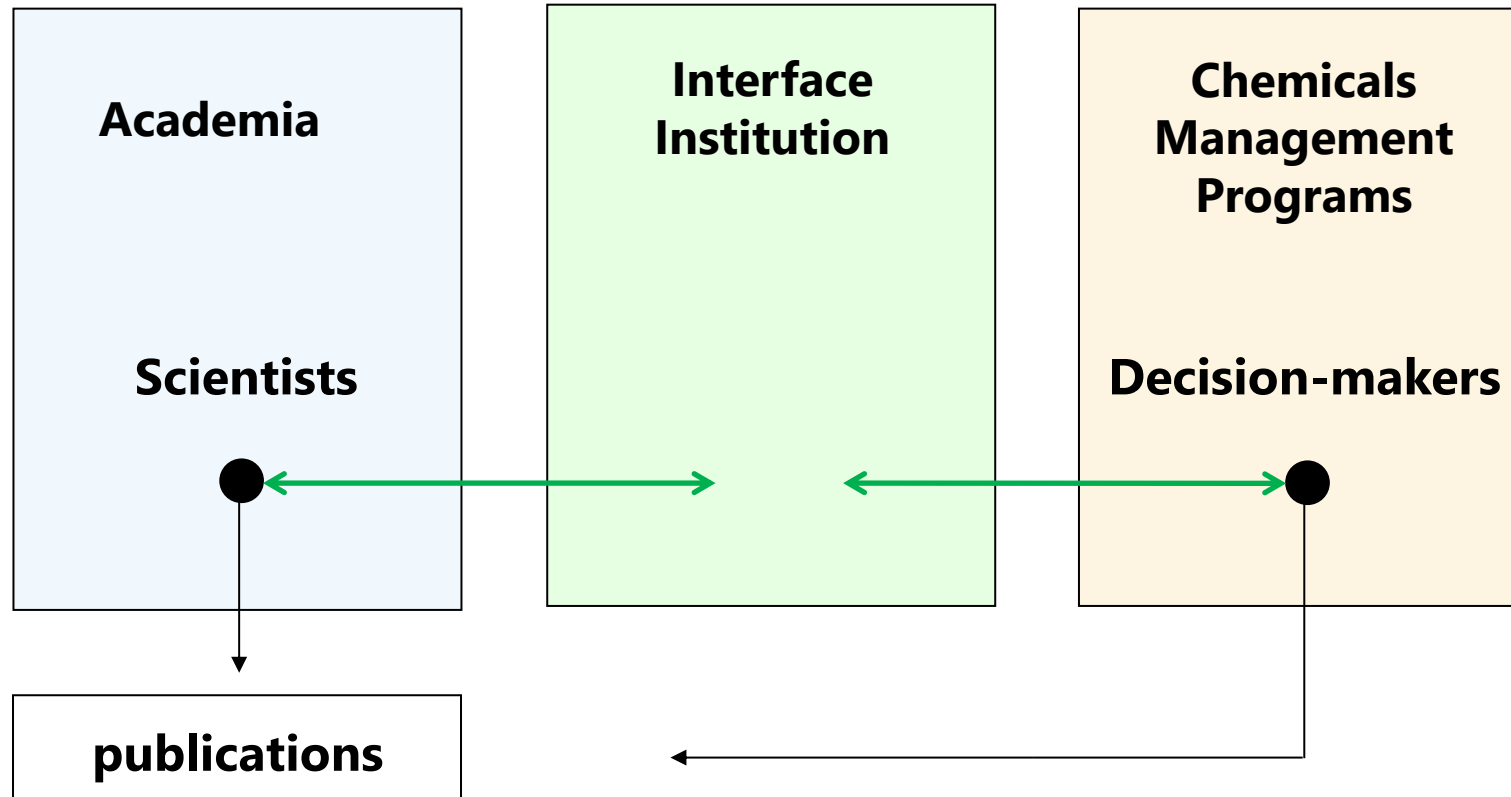 Academia
Interface
Institution
Chemicals
Management
Programs
Scientists
Decision-makers
publications